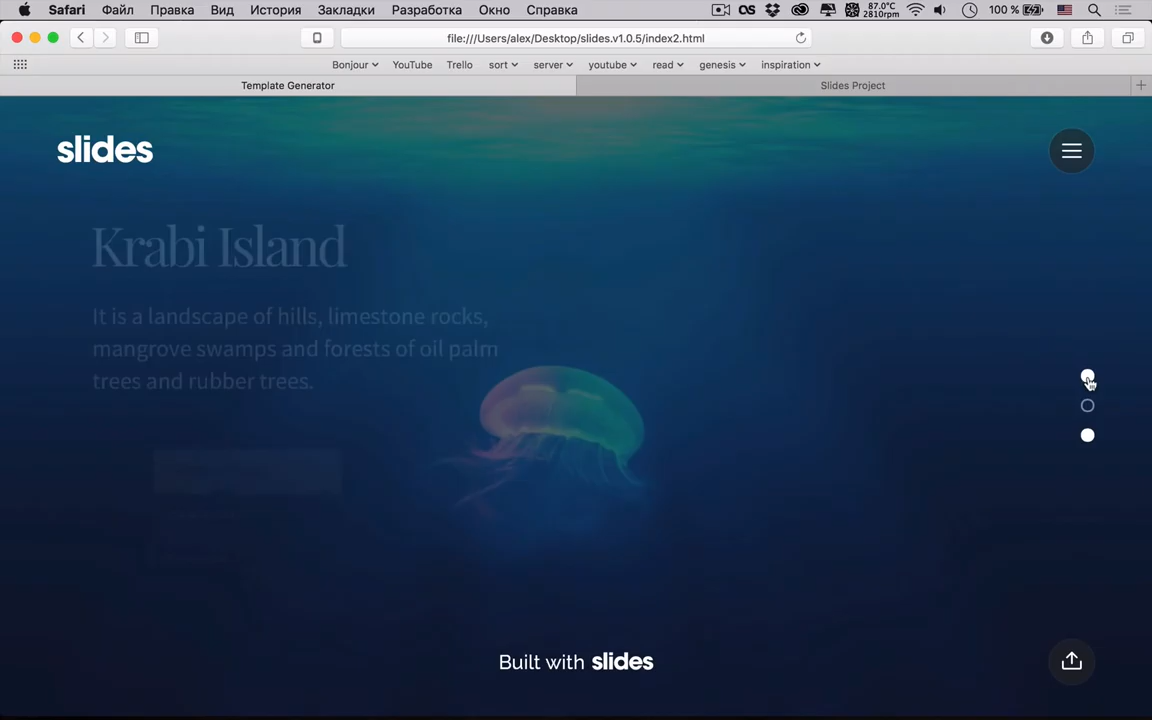 Safari Файл Правка Вид История Закладки Разработка Окно Справка 87.0°C 2810rpm 100 %
file:///Users/alex/Desktop/slides.v1.0.5/index2.html
Bonjour YouTube Trello sort server youtube read genesis inspiration
Template Generator Slides Project
slides
Krabi Island
It is a landscape of hills, limestone rocks,
mangrove swamps and forests of oil palm
trees and rubber trees.
Built with slides